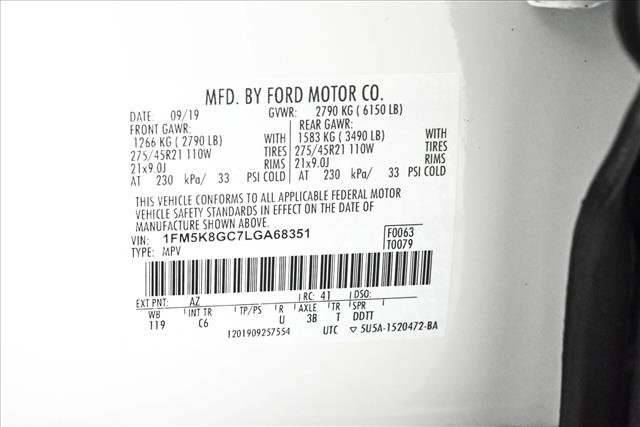 MFD. BY FORD MOTOR CO.
DATE: 09/19 GVWR: 2790 KG ( 6150 LB)
FRONT GAWR: REAR GAWR:
1266 KG ( 2790 LB) WITH 1583 KG ( 3490 LB) WITH
275/45R21 110W TIRES 275/45R21 110W TIRES
21x9.0J RIMS 21x9.0J RIMS
AT 230 kPa/ 33 PSI COLD AT 230 kPa/ 33 PSI COLD
THIS VEHICLE CONFORMS TO ALL APPLICABLE FEDERAL MOTOR
VEHICLE SAFETY STANDARDS IN EFFECT ON THE DATE OF
MANUFACTURE SHOWN ABOVE.
VIN: 1FM5K8GC7LGA68351 F0063
TYPE: MPV T0079
EXT PNT: AZ RC: 41 DSO:
WB INT TR TP/PS R AXLE TR SPR
119 C6 U 3B T DDTT
1201909257554 UTC ▽ 5U5A-1520472-BA